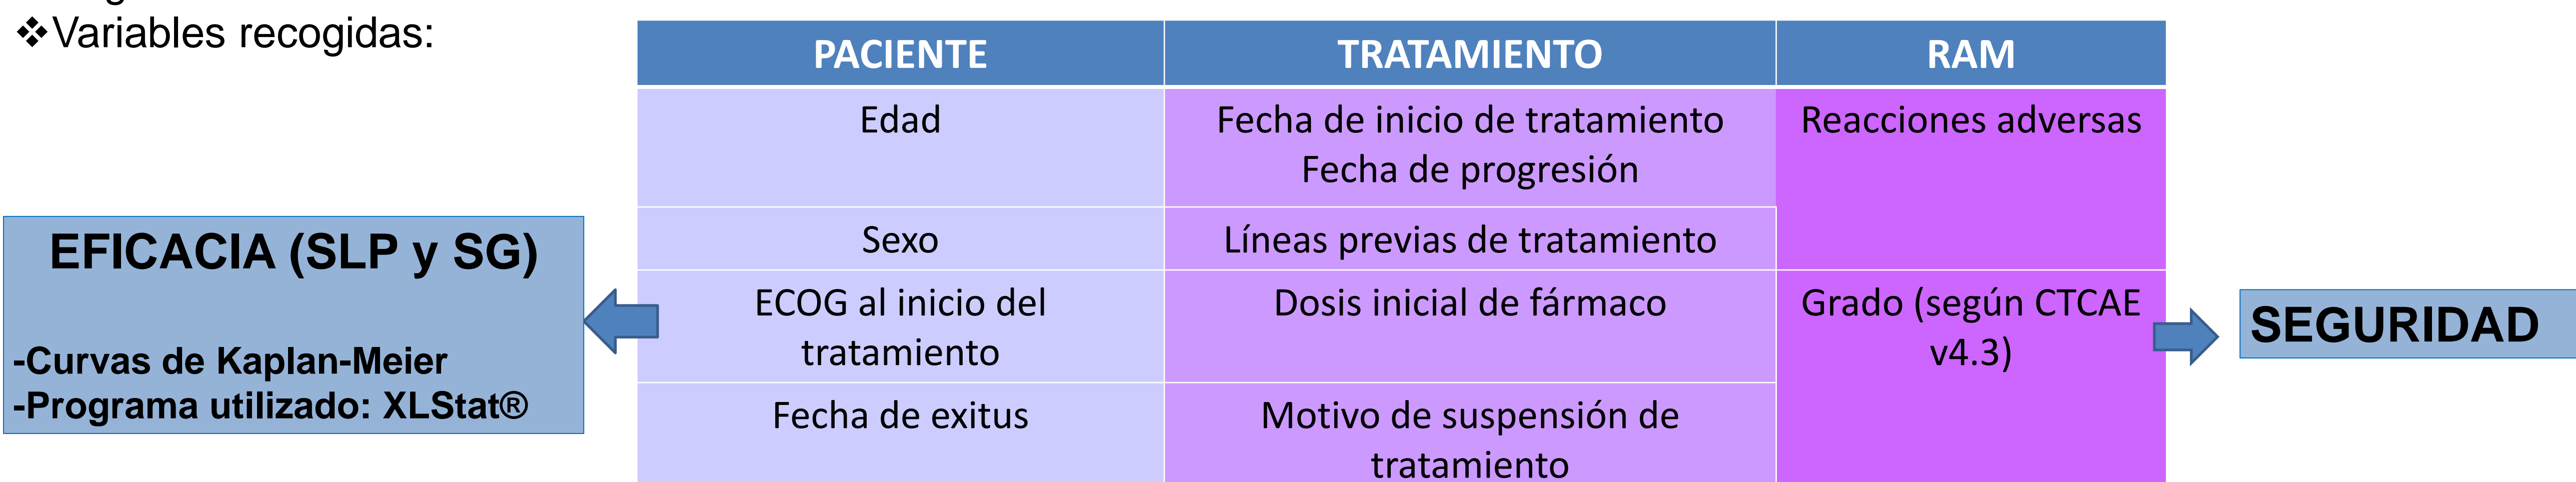 ❖Variables recogidas:
PACIENTE TRATAMIENTO RAM
Edad
Fecha de inicio de tratamiento
Fecha de progresión
Reacciones adversas
Sexo
Líneas previas de tratamiento
ECOG al inicio del
tratamiento
Dosis inicial de fármaco
Grado (según CTCAE
v4.3)
Fecha de exitus
Motivo de suspensión de
tratamiento
EFICACIA (SLP y SG)
-Curvas de Kaplan-Meier
-Programa utilizado: XLStat®
SEGURIDAD